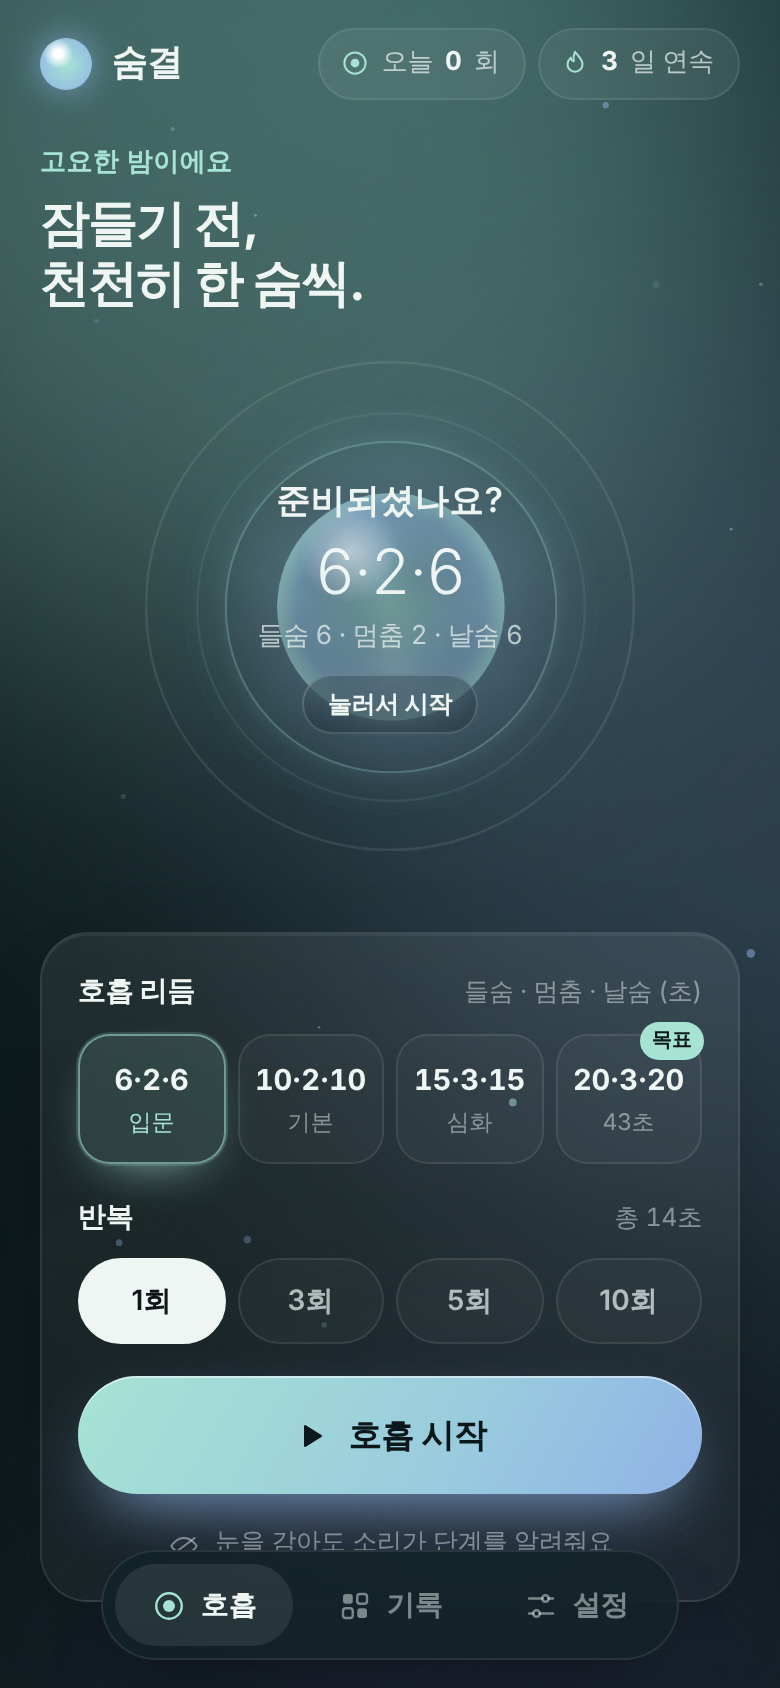 숨결
오늘 0 회
3 일 연속
고요한 밤이에요
잠들기 전,
천천히 한 숨씩.
준비되셨나요?
6·2·6
들숨 6 · 멈춤 2 · 날숨 6
눌러서 시작
호흡 리듬
들숨 · 멈춤 · 날숨 (초)
목표
6·2·6
입문
10·2·10
기본
15·3·15
심화
20·3·20
43초
반복
총 14초
1회
3회
5회
10회
호흡 시작
눈을 감아도 소리가 단계를 알려줘요
호흡
기록
설정